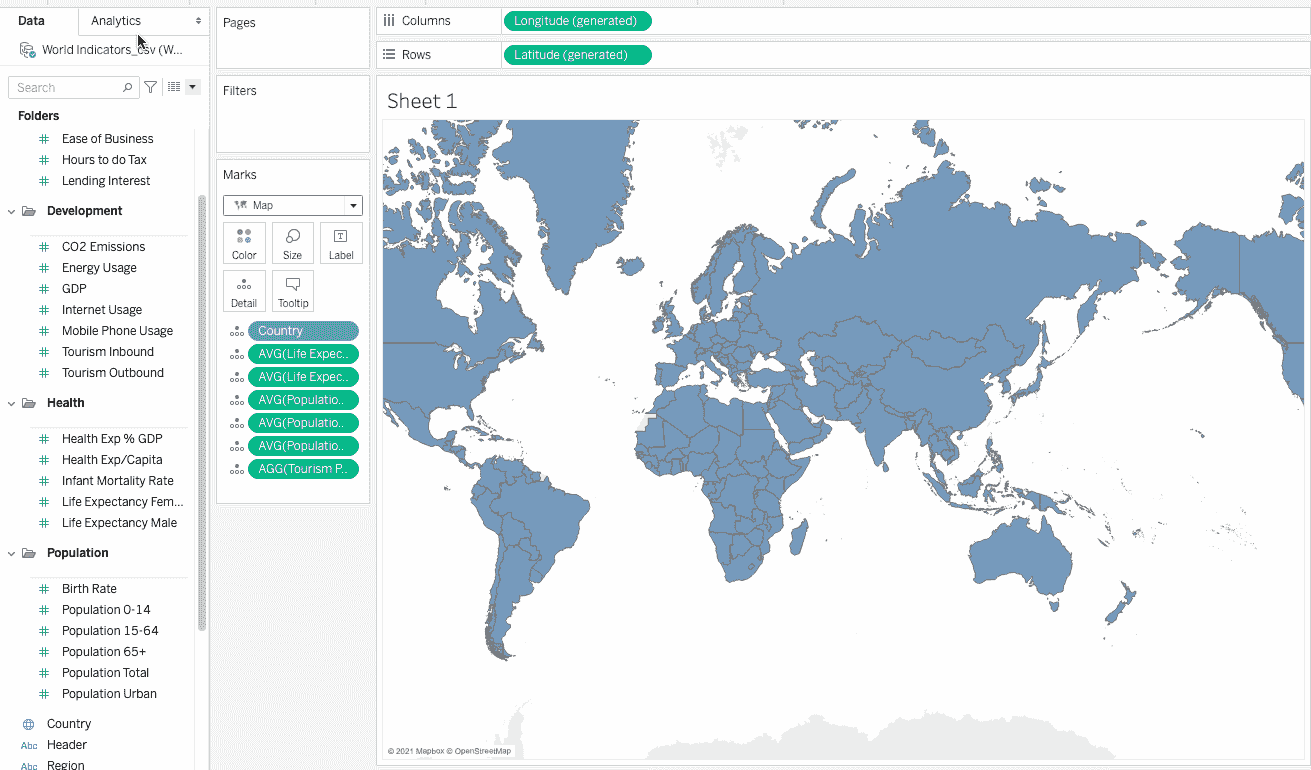 Data
Analytics
World Indicators_csv (W...
Search
Folders
Ease of Business
Hours to do Tax
Lending Interest
Development
CO2 Emissions
Energy Usage
GDP
Internet Usage
Mobile Phone Usage
Tourism Inbound
Tourism Outbound
Health
Health Exp % GDP
Health Exp/Capita
Infant Mortality Rate
Life Expectancy Fem...
Life Expectancy Male
Population
Birth Rate
Population 0-14
Population 15-64
Population 65+
Population Total
Population Urban
Country
Abc Header
Abc Region
Pages
Filters
Marks
Map
Color Size Label
Detail Tooltip
Country
AVG(Life Expec..
AVG(Life Expec..
AVG(Populatio..
AVG(Populatio..
AVG(Populatio..
AGG(Tourism P..
Columns Longitude (generated)
Rows Latitude (generated)
Sheet 1
© 2021 Mapbox © OpenStreetMap